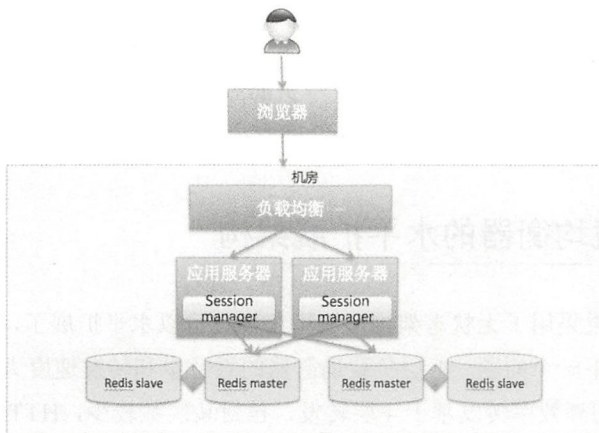 浏览器
机房
负载均衡
应用服务器
应用服务器
Session
manager
Session
manager
Redis slave
Redis master
Redis master
Redis slave